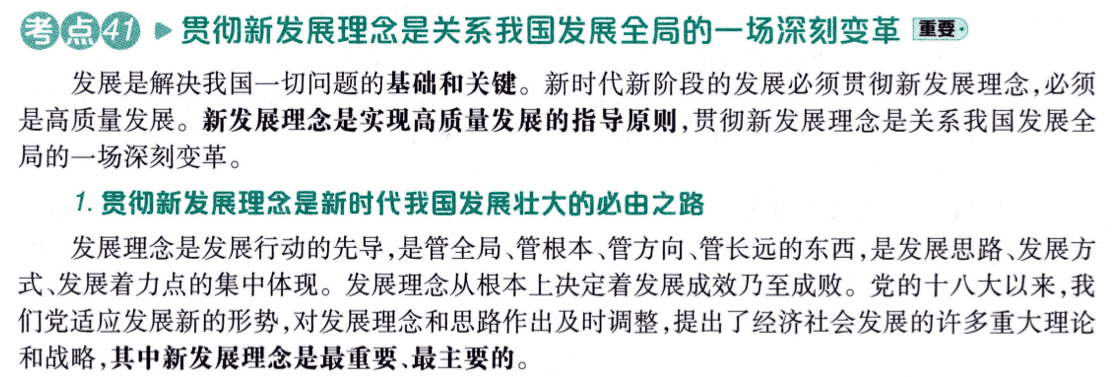 考点41 ▶ 贯彻新发展理念是关系我国发展全局的一场深刻变革 重要
发展是解决我国一切问题的基础和关键。新时代新阶段的发展必须贯彻新发展理念,必须
是高质量发展。新发展理念是实现高质量发展的指导原则,贯彻新发展理念是关系我国发展全
局的一场深刻变革。
1. 贯彻新发展理念是新时代我国发展壮大的必由之路
发展理念是发展行动的先导,是管全局、管根本、管方向、管长远的东西,是发展思路、发展方
式、发展着力点的集中体现。发展理念从根本上决定着发展成效乃至成败。党的十八大以来,我
们党适应发展新的形势,对发展理念和思路作出及时调整,提出了经济社会发展的许多重大理论
和战略,其中新发展理念是最重要、最主要的。